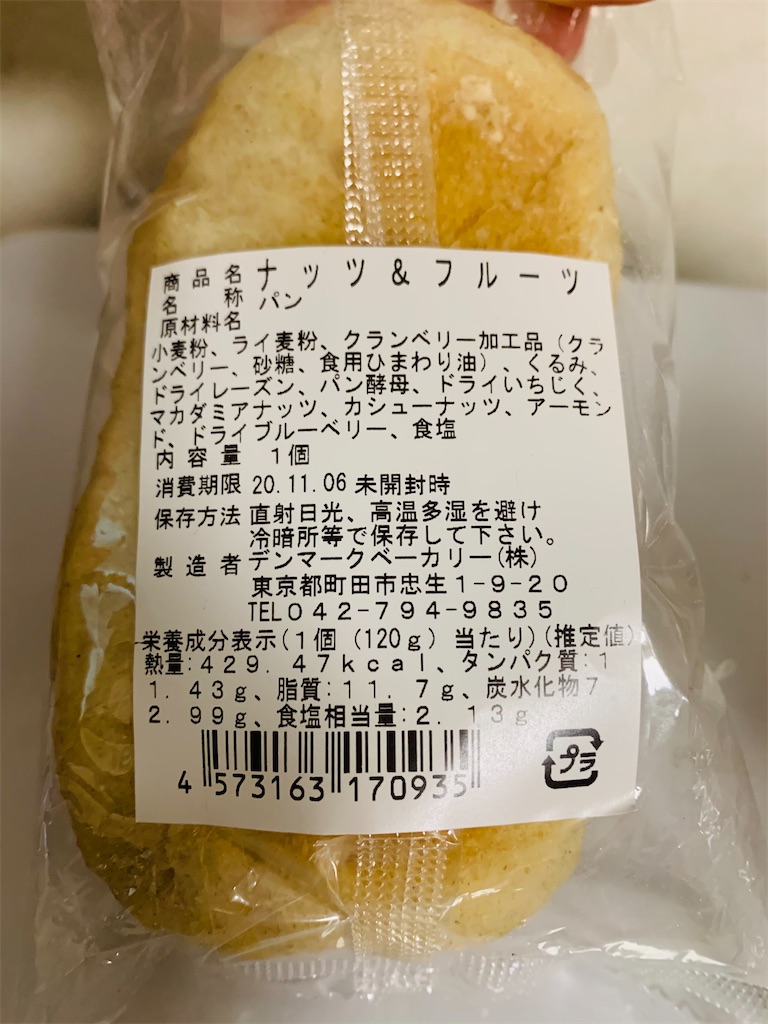 商品名 ナッツ＆フルーツ
名称 パン
原材料名
小麦粉、ライ麦粉、クランベリー加工品（クラ
ンベリー、砂糖、食用ひまわり油）、くるみ、
ドライレーズン、パン酵母、ドライいちじく、
マカダミアナッツ、カシューナッツ、アーモン
ド、ドライブルーベリー、食塩
内容量 1個
消費期限 20.11.06 未開封時
保存方法 直射日光、高温多湿を避け
冷暗所等で保存して下さい。
製造者 デンマークベーカリー(株)
東京都町田市忠生１−９−２０
TEL０４２−７９４−９８３５
栄養成分表示(１個（120ｇ）当たり)(推定値)
熱量:４２９．４７ｋｃａｌ、タンパク質:１
１．４３ｇ、脂質:１１．７ｇ、炭水化物７
２．９９ｇ、食塩相当量:２．１３ｇ
4 573163 170935
プラ